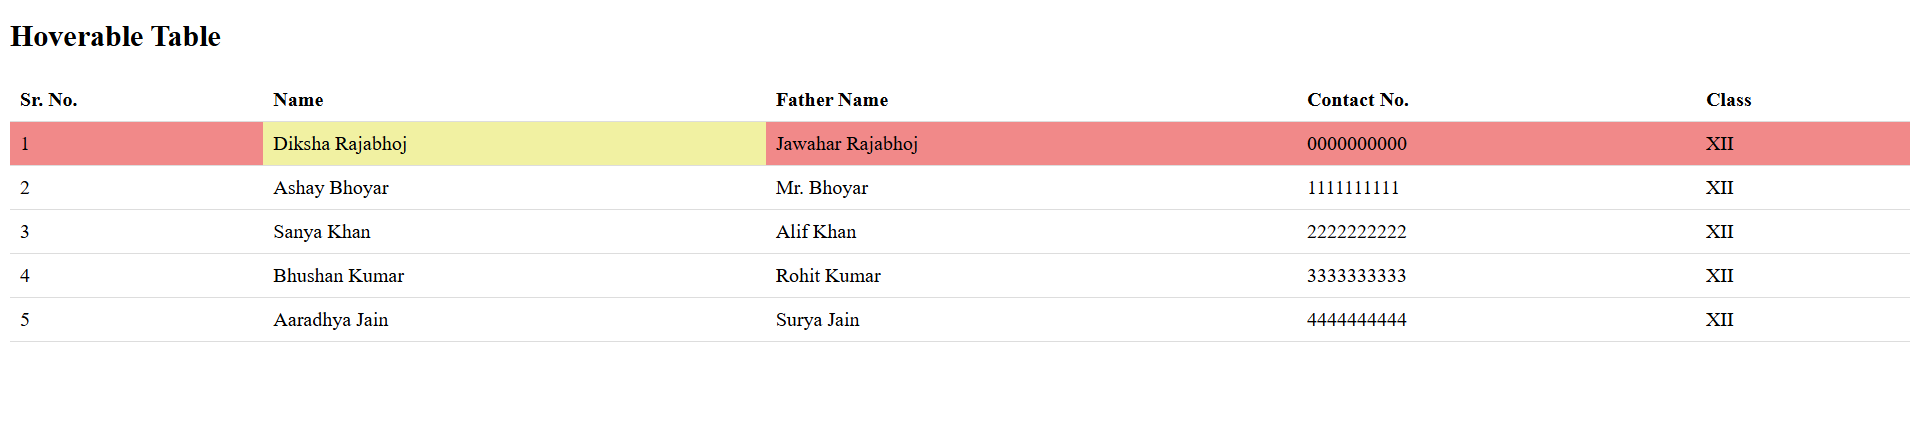 Hoverable Table
Sr. No. Name Father Name Contact No. Class
1 Diksha Rajabhoj Jawahar Rajabhoj 0000000000 XII
2 Ashay Bhoyar Mr. Bhoyar 1111111111 XII
3 Sanya Khan Alif Khan 2222222222 XII
4 Bhushan Kumar Rohit Kumar 3333333333 XII
5 Aaradhya Jain Surya Jain 4444444444 XII